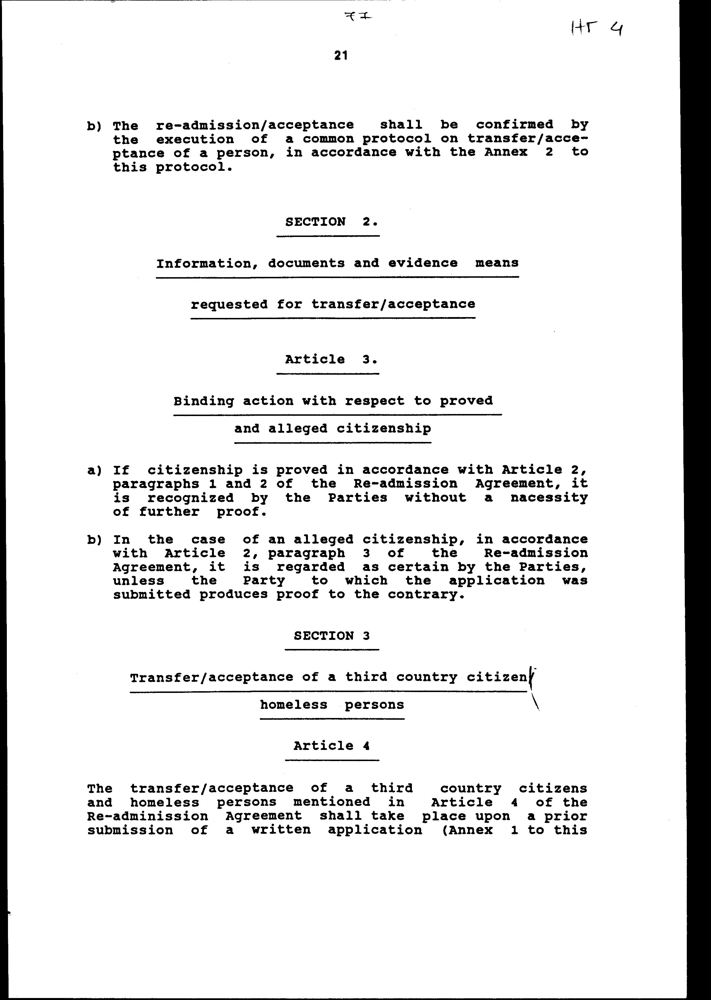 21
b) The re-admission/acceptance shall be confirmed by
the execution of a common protocol on transfer/acce-
ptance of a person, in accordance with the Annex 2 to
this protocol.
SECTION 2.
Information, documents and evidence means
requested for transfer/acceptance
Article 3.
Binding action with respect to proved
and alleged citizenship
a) If citizenship is proved in accordance with Article 2,
paragraphs 1 and 2 of the Re-admission Agreement, it
is recognized by the Parties without a nacessity
of further proof.
b) In the case of an alleged citizenship, in accordance
with Article 2, paragraph 3 of the Re-admission
Agreement, it is regarded as certain by the Parties,
unless the Party to which the application was
submitted produces proof to the contrary.
SECTION 3
Transfer/acceptance of a third country citizen
homeless persons
Article 4
The transfer/acceptance of a third country citizens
and homeless persons mentioned in Article 4 of the
Re-adminission Agreement shall take place upon a prior
submission of a written application (Annex 1 to this